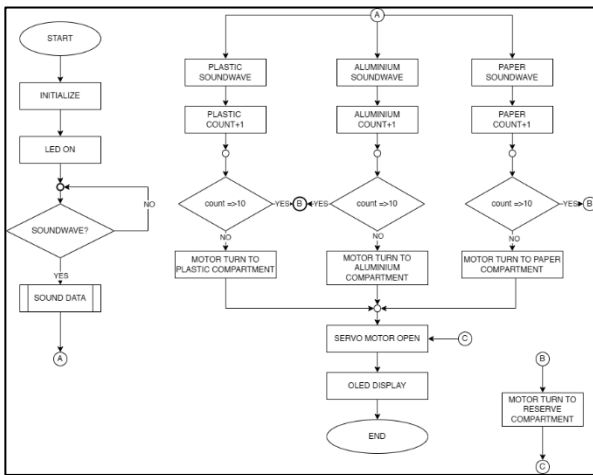 START
INITIALIZE
LED ON
NO
SOUNDWAVE?
YES
SOUND DATA
A
A
PLASTIC
SOUNDWAVE
PLASTIC
COUNT+1
count =>10
YES
B
NO
MOTOR TURN TO
PLASTIC COMPARTMENT
ALUMINIUM
SOUNDWAVE
ALUMINIUM
COUNT+1
count =>10
YES
NO
MOTOR TURN TO
ALUMINIUM
COMPARTMENT
PAPER
SOUNDWAVE
PAPER
COUNT+1
count =>10
YES
B
NO
MOTOR TURN TO PAPER
COMPARTMENT
SERVO MOTOR OPEN
C
OLED DISPLAY
END
B
MOTOR TURN TO
RESERVE
COMPARTMENT
C